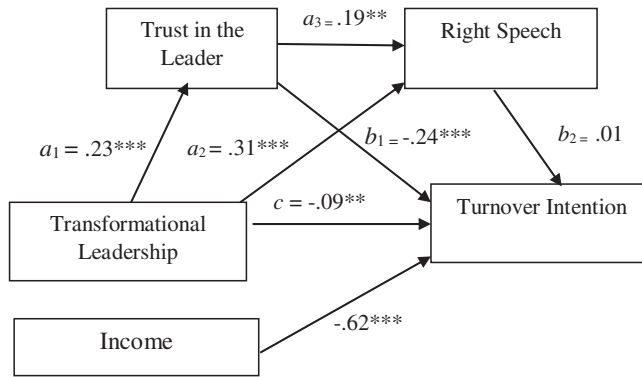 a3 = .19**
Trust in the
Leader
Right Speech
a1 = .23***
a2 = .31***
b1 = -.24***
b2 = .01
Transformational
Leadership
c = -.09**
Turnover Intention
Income
-.62***